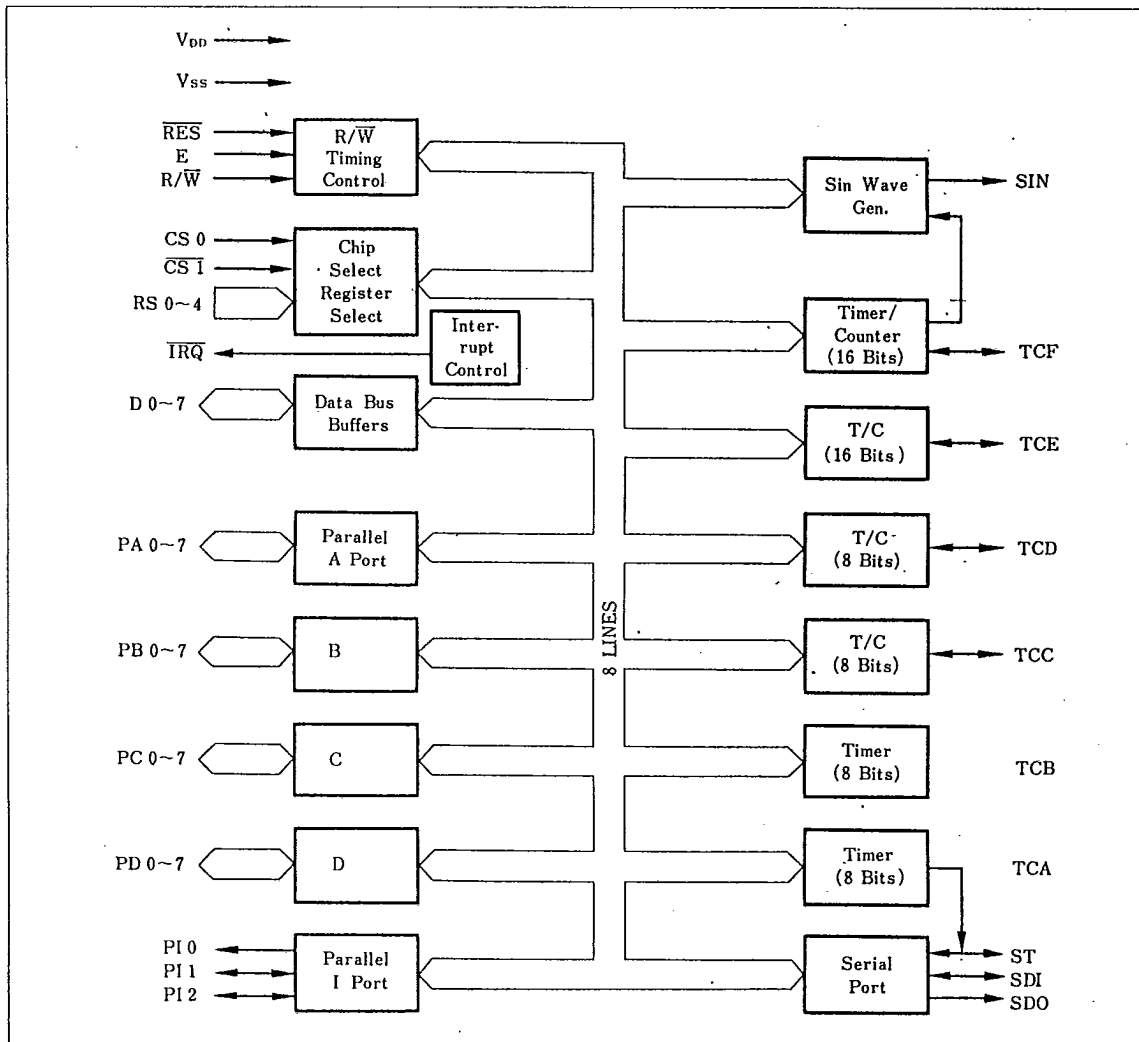 VDD
VSS
RES
E
R/W
R/W
Timing
Control
CS 0
CS 1
RS 0~4
Chip
Select
Register
Select
IRQ
Inter-
rupt
Control
D 0~7
Data Bus
Buffers
PA 0~7
Parallel
A Port
PB 0~7
B
PC 0~7
C
PD 0~7
D
PI 0
PI 1
PI 2
Parallel
I Port
8 LINES
Sin Wave
Gen.
SIN
Timer/
Counter
(16 Bits)
TCF
T/C
(16 Bits)
TCE
T/C
(8 Bits)
TCD
T/C
(8 Bits)
TCC
Timer
(8 Bits)
TCB
Timer
(8 Bits)
TCA
Serial
Port
ST
SDI
SDO